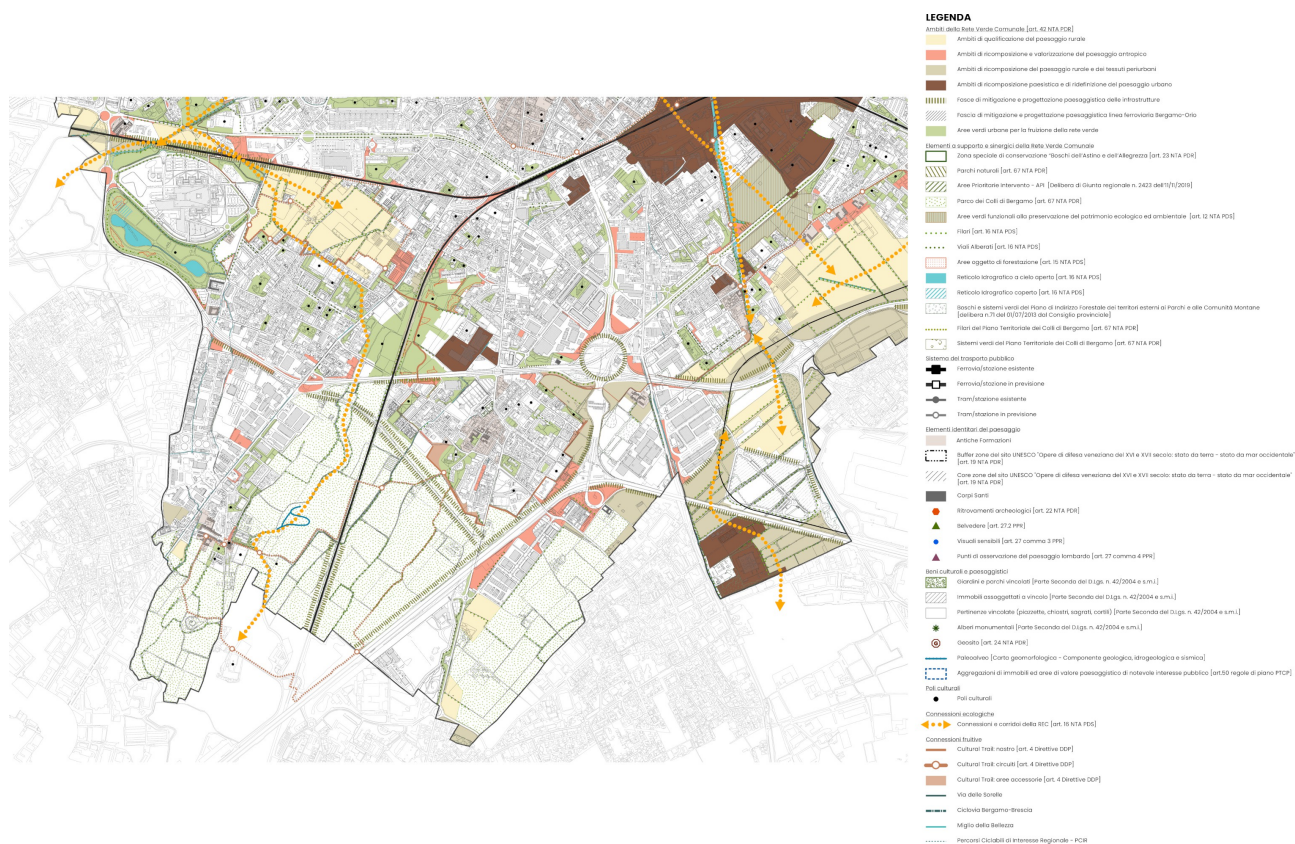 LEGENDA
Ambiti della Rete Verde Comunale [art. 42 NTA PDR]
Ambiti di qualificazione del paesaggio rurale
Ambiti di ricomposizione e valorizzazione del paesaggio antropico
Ambiti di ricomposizione del paesaggio rurale e dei tessuti periurbani
Ambiti di ricomposizione paesistica e di ridefinizione del paesaggio urbano
Fasce di mitigazione e progettazione paesaggistica delle infrastrutture
Fascia di mitigazione e progettazione paesaggistica linea ferroviaria Bergamo-Orio
Aree verdi urbane per la fruizione della rete verde
Elementi a supporto e sinergici della Rete Verde Comunale
Zona speciale di conservazione "Boschi dell'Astino e dell'Allegrezza [art. 23 NTA PDR]
Parchi naturali [art. 67 NTA PDR]
Aree Prioritarie Intervento - API [Delibera di Giunta regionale n. 2423 dell'11/11/2019]
Parco dei Colli di Bergamo [art. 67 NTA PDR]
Aree verdi funzionali alla preservazione del patrimonio ecologico ed ambientale [art. 12 NTA PDS]
Filari [art. 16 NTA PDS]
Viali Alberati [art. 16 NTA PDS]
Aree oggetto di forestazione [art. 15 NTA PDS]
Reticolo Idrografico a cielo aperto [art. 16 NTA PDS]
Reticolo Idrografico coperto [art. 16 NTA PDS]
Boschi e sistemi verdi del Piano di Indirizzo Forestale dei territori esterni ai Parchi e alle Comunità Montane
[delibera n.71 del 01/07/2013 del Consiglio provinciale]
Filari del Piano Territoriale dei Colli di Bergamo [art. 67 NTA PDR]
Sistemi verdi del Piano Territoriale dei Colli di Bergamo [art. 67 NTA PDR]
Sistema del trasporto pubblico
Ferrovia/stazione esistente
Ferrovia/stazione in previsione
Tram/stazione esistente
Tram/stazione in previsione
Elementi identitari del paesaggio
Antiche Formazioni
Buffer zone del sito UNESCO "Opere di difesa veneziana del XVI e XVII secolo: stato da terra - stato da mar occidentale"
[art. 19 NTA PDR]
Core zone del sito UNESCO "Opere di difesa veneziana del XVI e XVII secolo: stato da terra - stato da mar occidentale"
[art. 19 NTA PDR]
Corpi Santi
Ritrovamenti archeologici [art. 22 NTA PDR]
Belvedere [art. 27.2 PPR]
Visuali sensibili [art. 27 comma 3 PPR]
Punti di osservazione del paesaggio lombardo [art. 27 comma 4 PPR]
Beni culturali e paesaggistici
Giardini e parchi vincolati [Parte Seconda del D.Lgs. n. 42/2004 e s.m.i.]
Immobili assoggettati a vincolo [Parte Seconda del D.Lgs. n. 42/2004 e s.m.i.]
Pertinenze vincolate (piazzette, chiostri, sagrati, cortili) [Parte Seconda del D.Lgs. n. 42/2004 e s.m.i.]
Alberi monumentali [Parte Seconda del D.Lgs. n. 42/2004 e s.m.i.]
Geosito [art. 24 NTA PDR]
Paleoalveo [Carta geomorfologica - Componente geologica, idrogeologica e sismica]
Aggregazioni di immobili ed aree di valore paesaggistico di notevole interesse pubblico [art.50 regole di piano PTCP]
Poli culturali
Poli culturali
Connessioni ecologiche
Connessioni e corridoi della REC [art. 16 NTA PDS]
Connessioni fruitive
Cultural Trail: nastro [art. 4 Direttive DDP]
Cultural Trail: circuiti [art. 4 Direttive DDP]
Cultural Trail: aree accessorie [art. 4 Direttive DDP]
Via delle Sorelle
Ciclovia Bergamo-Brescia
Miglio della Bellezza
Percorsi Ciclabili di Interesse Regionale - PCIR